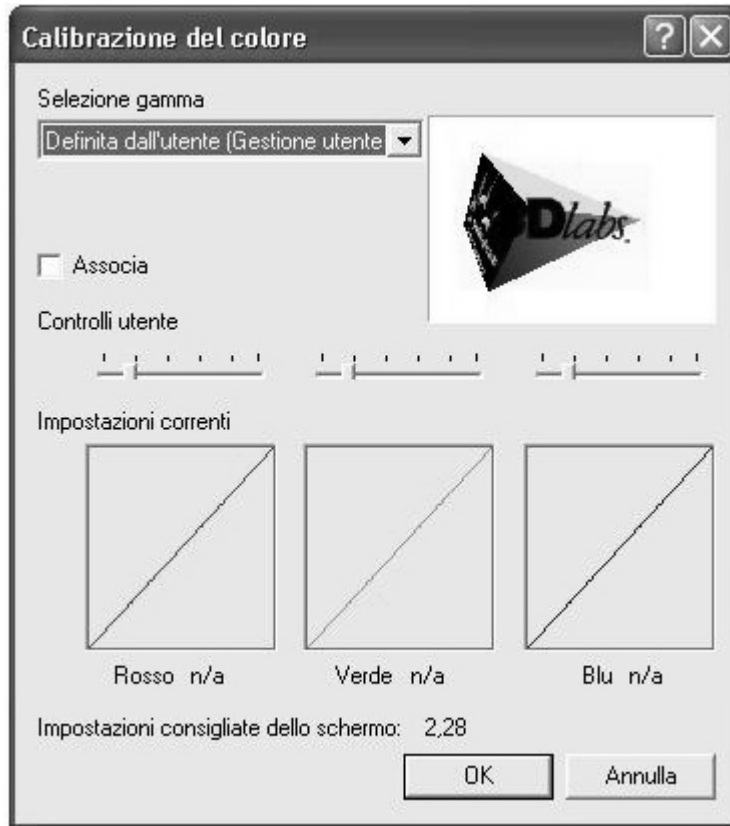 Calibrazione del colore
Selezione gamma
Definita dall'utente (Gestione utente
3Dlabs
Associa
Controlli utente
Impostazioni correnti
Rosso n/a
Verde n/a
Blu n/a
Impostazioni consigliate dello schermo: 2,28
OK
Annulla